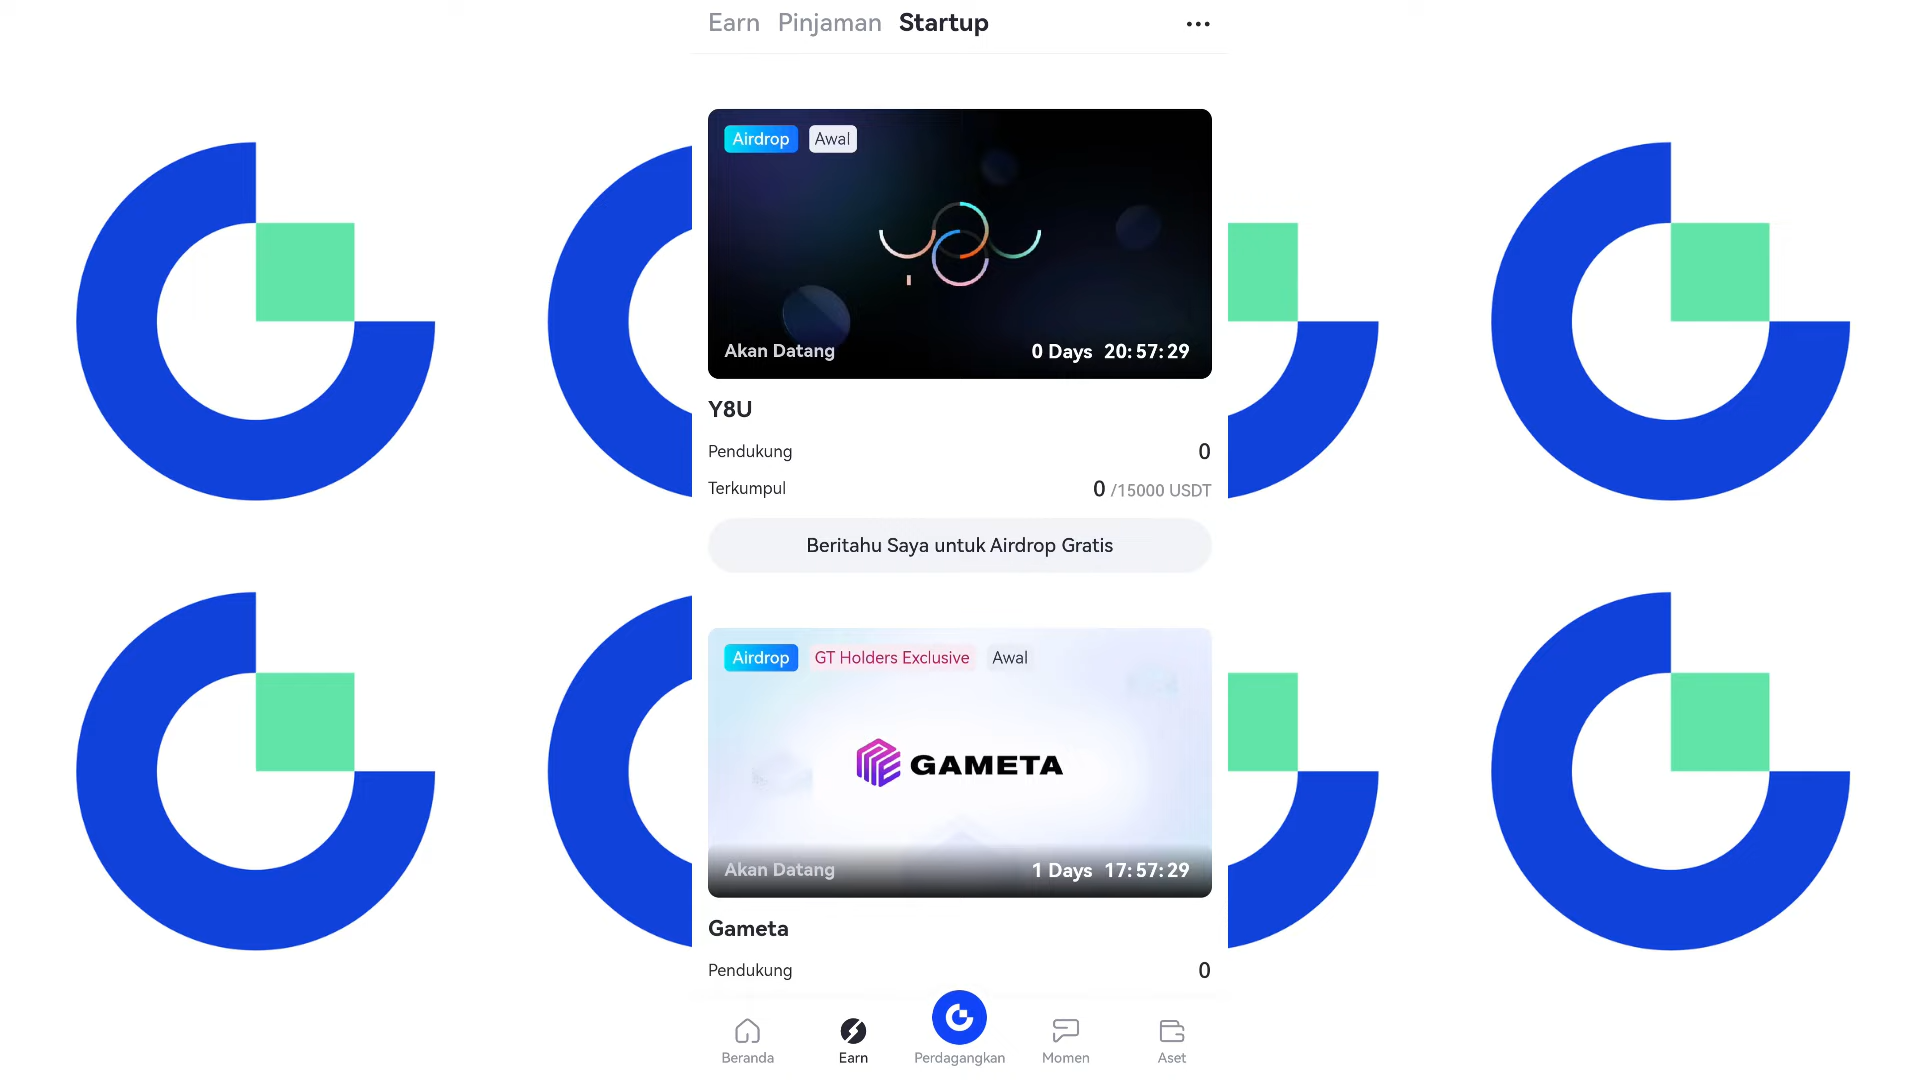 Earn Pinjaman Startup
Airdrop Awal
Akan Datang 0 Days 20:57:29
Y8U
Pendukung 0
Terkumpul 0 /15000 USDT
Beritahu Saya untuk Airdrop Gratis
Airdrop GT Holders Exclusive Awal
GAMETA
Akan Datang 1 Days 17:57:29
Gameta
Pendukung 0
Beranda Earn Perdagangkan Momen Aset